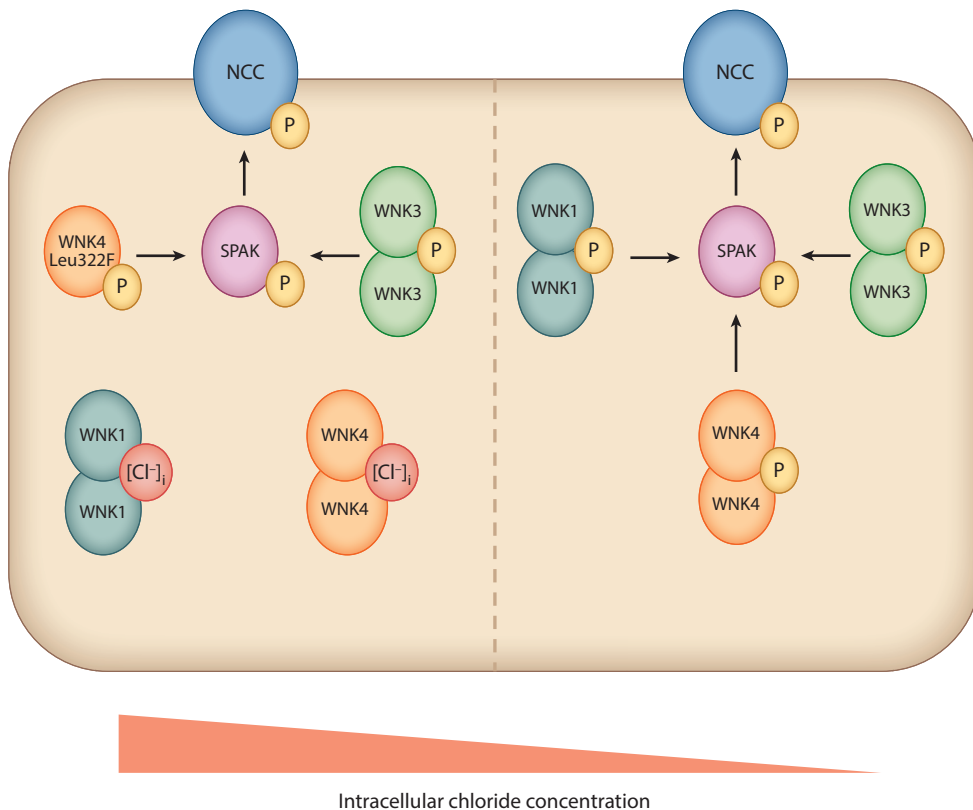 NCC
P
WNK4
Leu322F
P
SPAK
P
WNK3
P
WNK3
WNK1
WNK1
[Cl⁻]i
WNK4
WNK4
[Cl⁻]i
NCC
P
WNK1
P
WNK1
SPAK
P
WNK3
P
WNK3
WNK4
P
WNK4
Intracellular chloride concentration